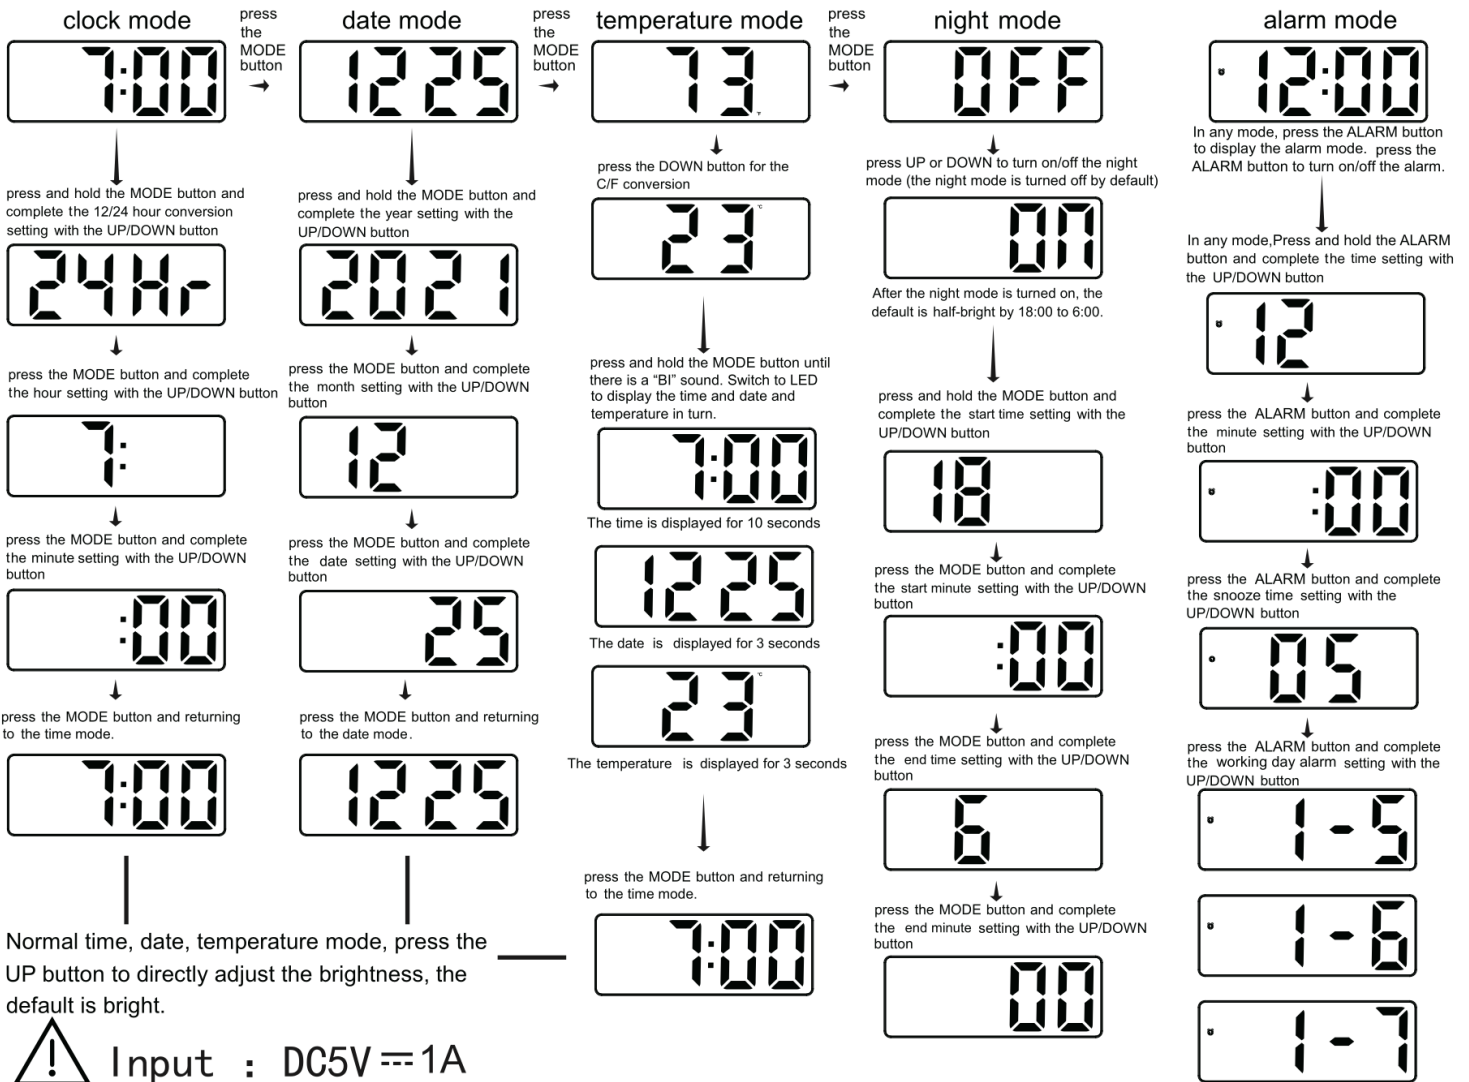 clock mode
7:00
press and hold the MODE button and
complete the 12/24 hour conversion
setting with the UP/DOWN button
24Hr
press the MODE button and complete
the hour setting with the UP/DOWN button
7:
press the MODE button and complete
the minute setting with the UP/DOWN
button
:00
press the MODE button and returning
to the time mode.
7:00
press
the
MODE
button
date mode
1225
press and hold the MODE button and
complete the year setting with the
UP/DOWN button
2021
press the MODE button and complete
the month setting with the UP/DOWN
button
12
press the MODE button and complete
the date setting with the UP/DOWN
button
25
press the MODE button and returning
to the date mode.
1225
press
the
MODE
button
temperature mode
73 °F
press the DOWN button for the
C/F conversion
23 °C
press and hold the MODE button until
there is a “BI” sound. Switch to LED
to display the time and date and
temperature in turn.
7:00
The time is displayed for 10 seconds
1225
The date is displayed for 3 seconds
23 °C
The temperature is displayed for 3 seconds
press the MODE button and returning
to the time mode.
7:00
press
the
MODE
button
night mode
OFF
press UP or DOWN to turn on/off the night
mode (the night mode is turned off by default)
On
After the night mode is turned on, the
default is half-bright by 18:00 to 6:00.
press and hold the MODE button and
complete the start time setting with the
UP/DOWN button
18
press the MODE button and complete
the start minute setting with the UP/DOWN
button
:00
press the MODE button and complete
the end time setting with the UP/DOWN
button
6
press the MODE button and complete
the end minute setting with the UP/DOWN
button
00
alarm mode
12:00
In any mode, press the ALARM button
to display the alarm mode. press the
ALARM button to turn on/off the alarm.
In any mode,Press and hold the ALARM
button and complete the time setting with
the UP/DOWN button
12
press the ALARM button and complete
the minute setting with the UP/DOWN
button
:00
press the ALARM button and complete
the snooze time setting with the
UP/DOWN button
05
press the ALARM button and complete
the working day alarm setting with the
UP/DOWN button
1-5
1-6
1-7
Normal time, date, temperature mode, press the
UP button to directly adjust the brightness, the
default is bright.
Input : DC5V ⎓ 1A